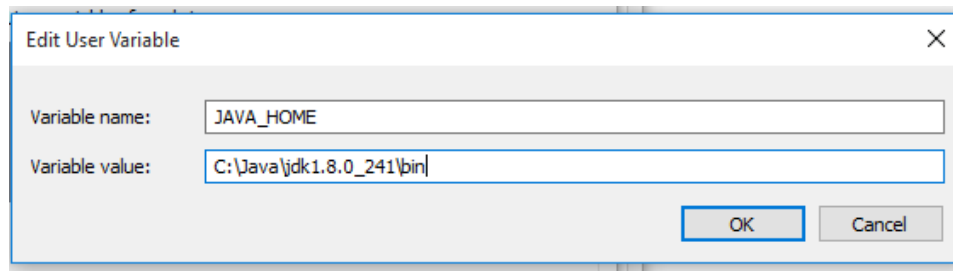 Edit User Variable
Variable name: JAVA_HOME
Variable value: C:\Java\jdk1.8.0_241\bin
OK Cancel